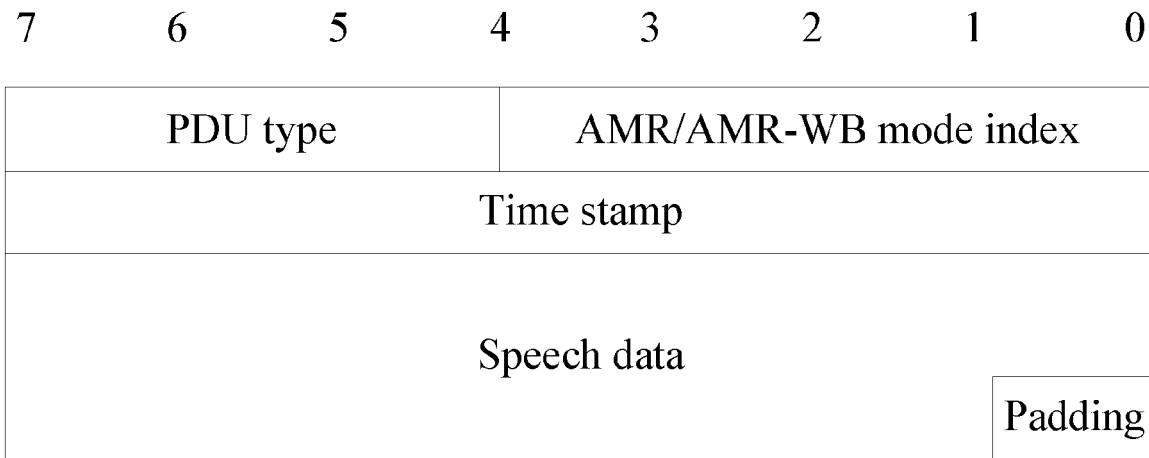 7 6 5 4 3 2 1 0
PDU type AMR/AMR-WB mode index
Time stamp
Speech data
Padding